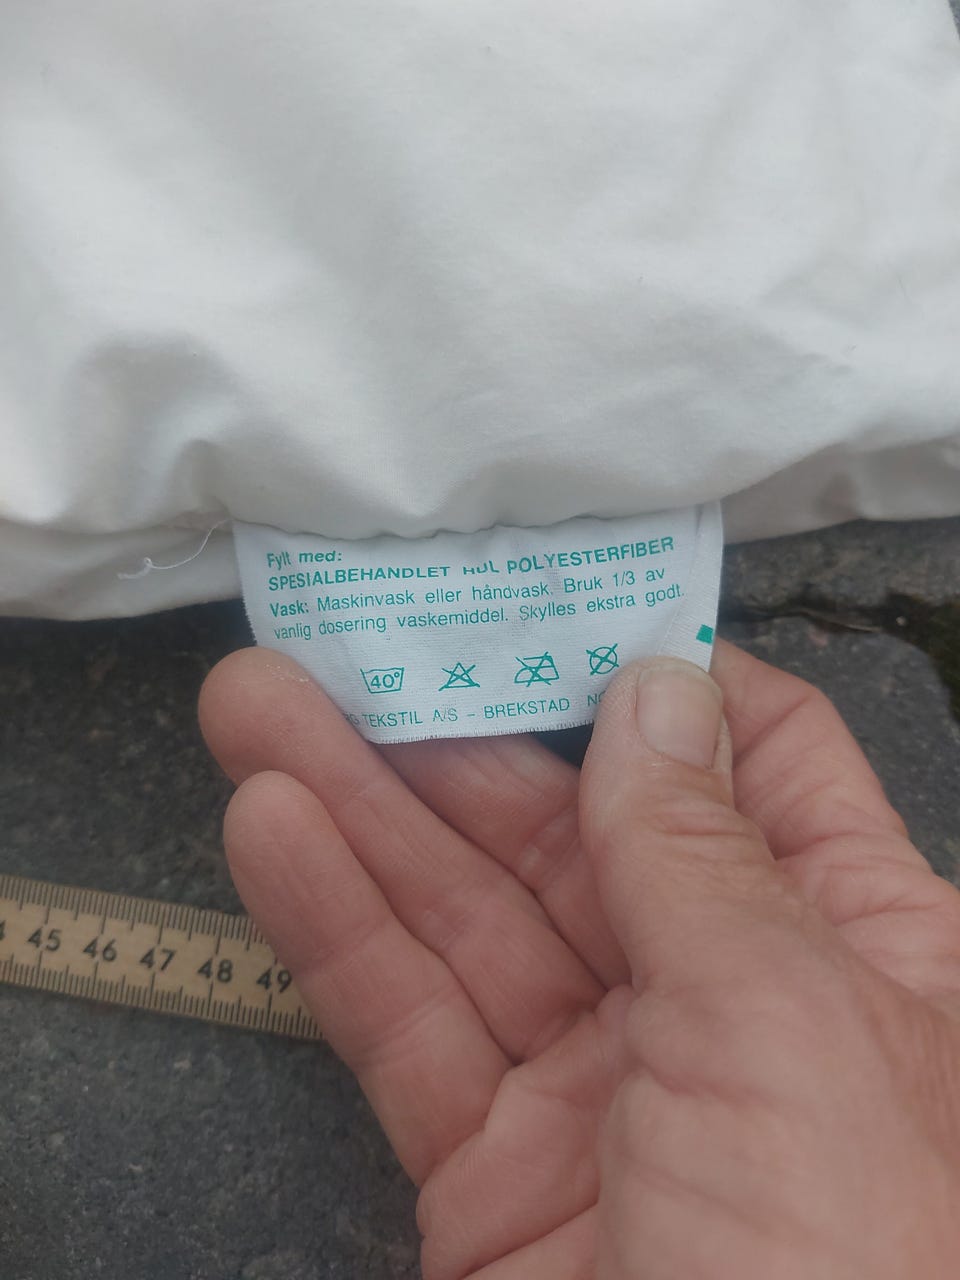 Fylt med:
SPESIALBEHANDLET HUL POLYESTERFIBER
Vask: Maskinvask eller håndvask. Bruk 1/3 av
vanlig dosering vaskemiddel. Skylles ekstra godt.
40°
TEKSTIL A/S - BREKSTAD
45 46 47 48 49